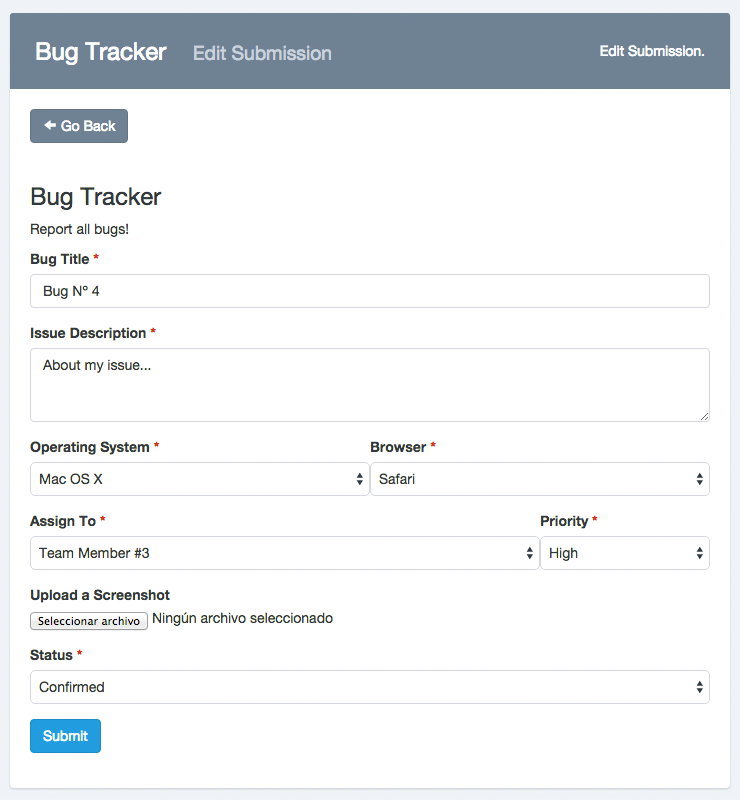 Bug Tracker Edit Submission Edit Submission.
Go Back
Bug Tracker
Report all bugs!
Bug Title *
Bug Nº 4
Issue Description *
About my issue...
Operating System * Browser *
Mac OS X Safari
Assign To * Priority *
Team Member #3 High
Upload a Screenshot
Seleccionar archivo Ningún archivo seleccionado
Status *
Confirmed
Submit